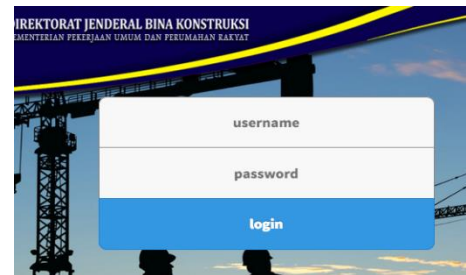 DIREKTORAT JENDERAL BINA KONSTRUKSI
KEMENTERIAN PEKERJAAN UMUM DAN PERUMAHAN RAKYAT
username
password
login